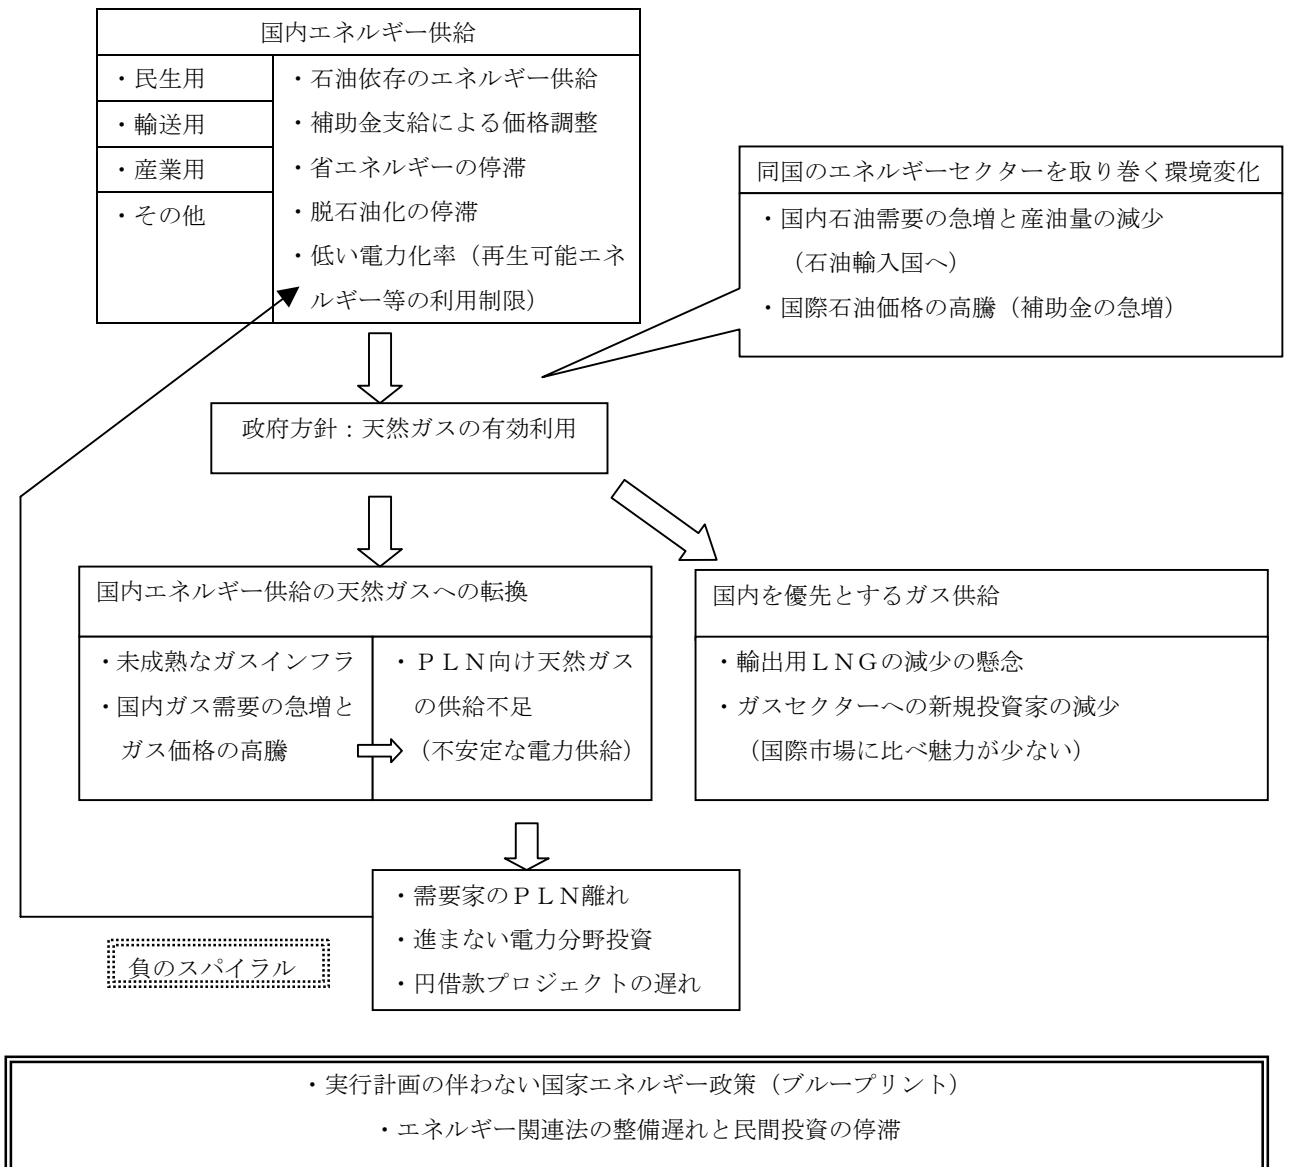 国内エネルギー供給
・民生用
・輸送用
・産業用
・その他
・石油依存のエネルギー供給
・補助金支給による価格調整
・省エネルギーの停滞
・脱石油化の停滞
・低い電力化率（再生可能エネ
ルギー等の利用制限）
同国のエネルギーセクターを取り巻く環境変化
・国内石油需要の急増と産油量の減少
（石油輸入国へ）
・国際石油価格の高騰（補助金の急増）
政府方針：天然ガスの有効利用
国内エネルギー供給の天然ガスへの転換
・未成熟なガスインフラ
・国内ガス需要の急増と
ガス価格の高騰
・ＰＬＮ向け天然ガス
の供給不足
（不安定な電力供給）
国内を優先とするガス供給
・輸出用ＬＮＧの減少の懸念
・ガスセクターへの新規投資家の減少
（国際市場に比べ魅力が少ない）
・需要家のＰＬＮ離れ
・進まない電力分野投資
・円借款プロジェクトの遅れ
負のスパイラル
・実行計画の伴わない国家エネルギー政策（ブループリント）
・エネルギー関連法の整備遅れと民間投資の停滞